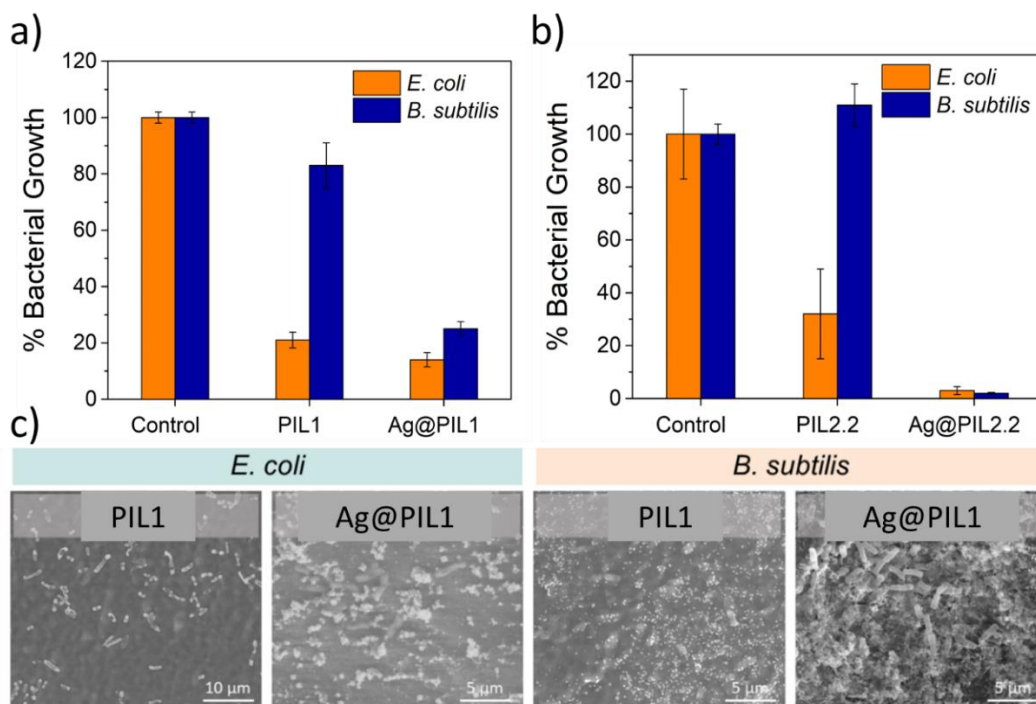 a)
% Bacterial Growth
120
100
80
60
40
20
0
E. coli
B. subtilis
Control
PIL1
Ag@PIL1
b)
% Bacterial Growth
120
100
80
60
40
20
0
E. coli
B. subtilis
Control
PIL2.2
Ag@PIL2.2
c)
E. coli
B. subtilis
PIL1
Ag@PIL1
PIL1
Ag@PIL1
10 µm
5 µm
5 µm
5 µm